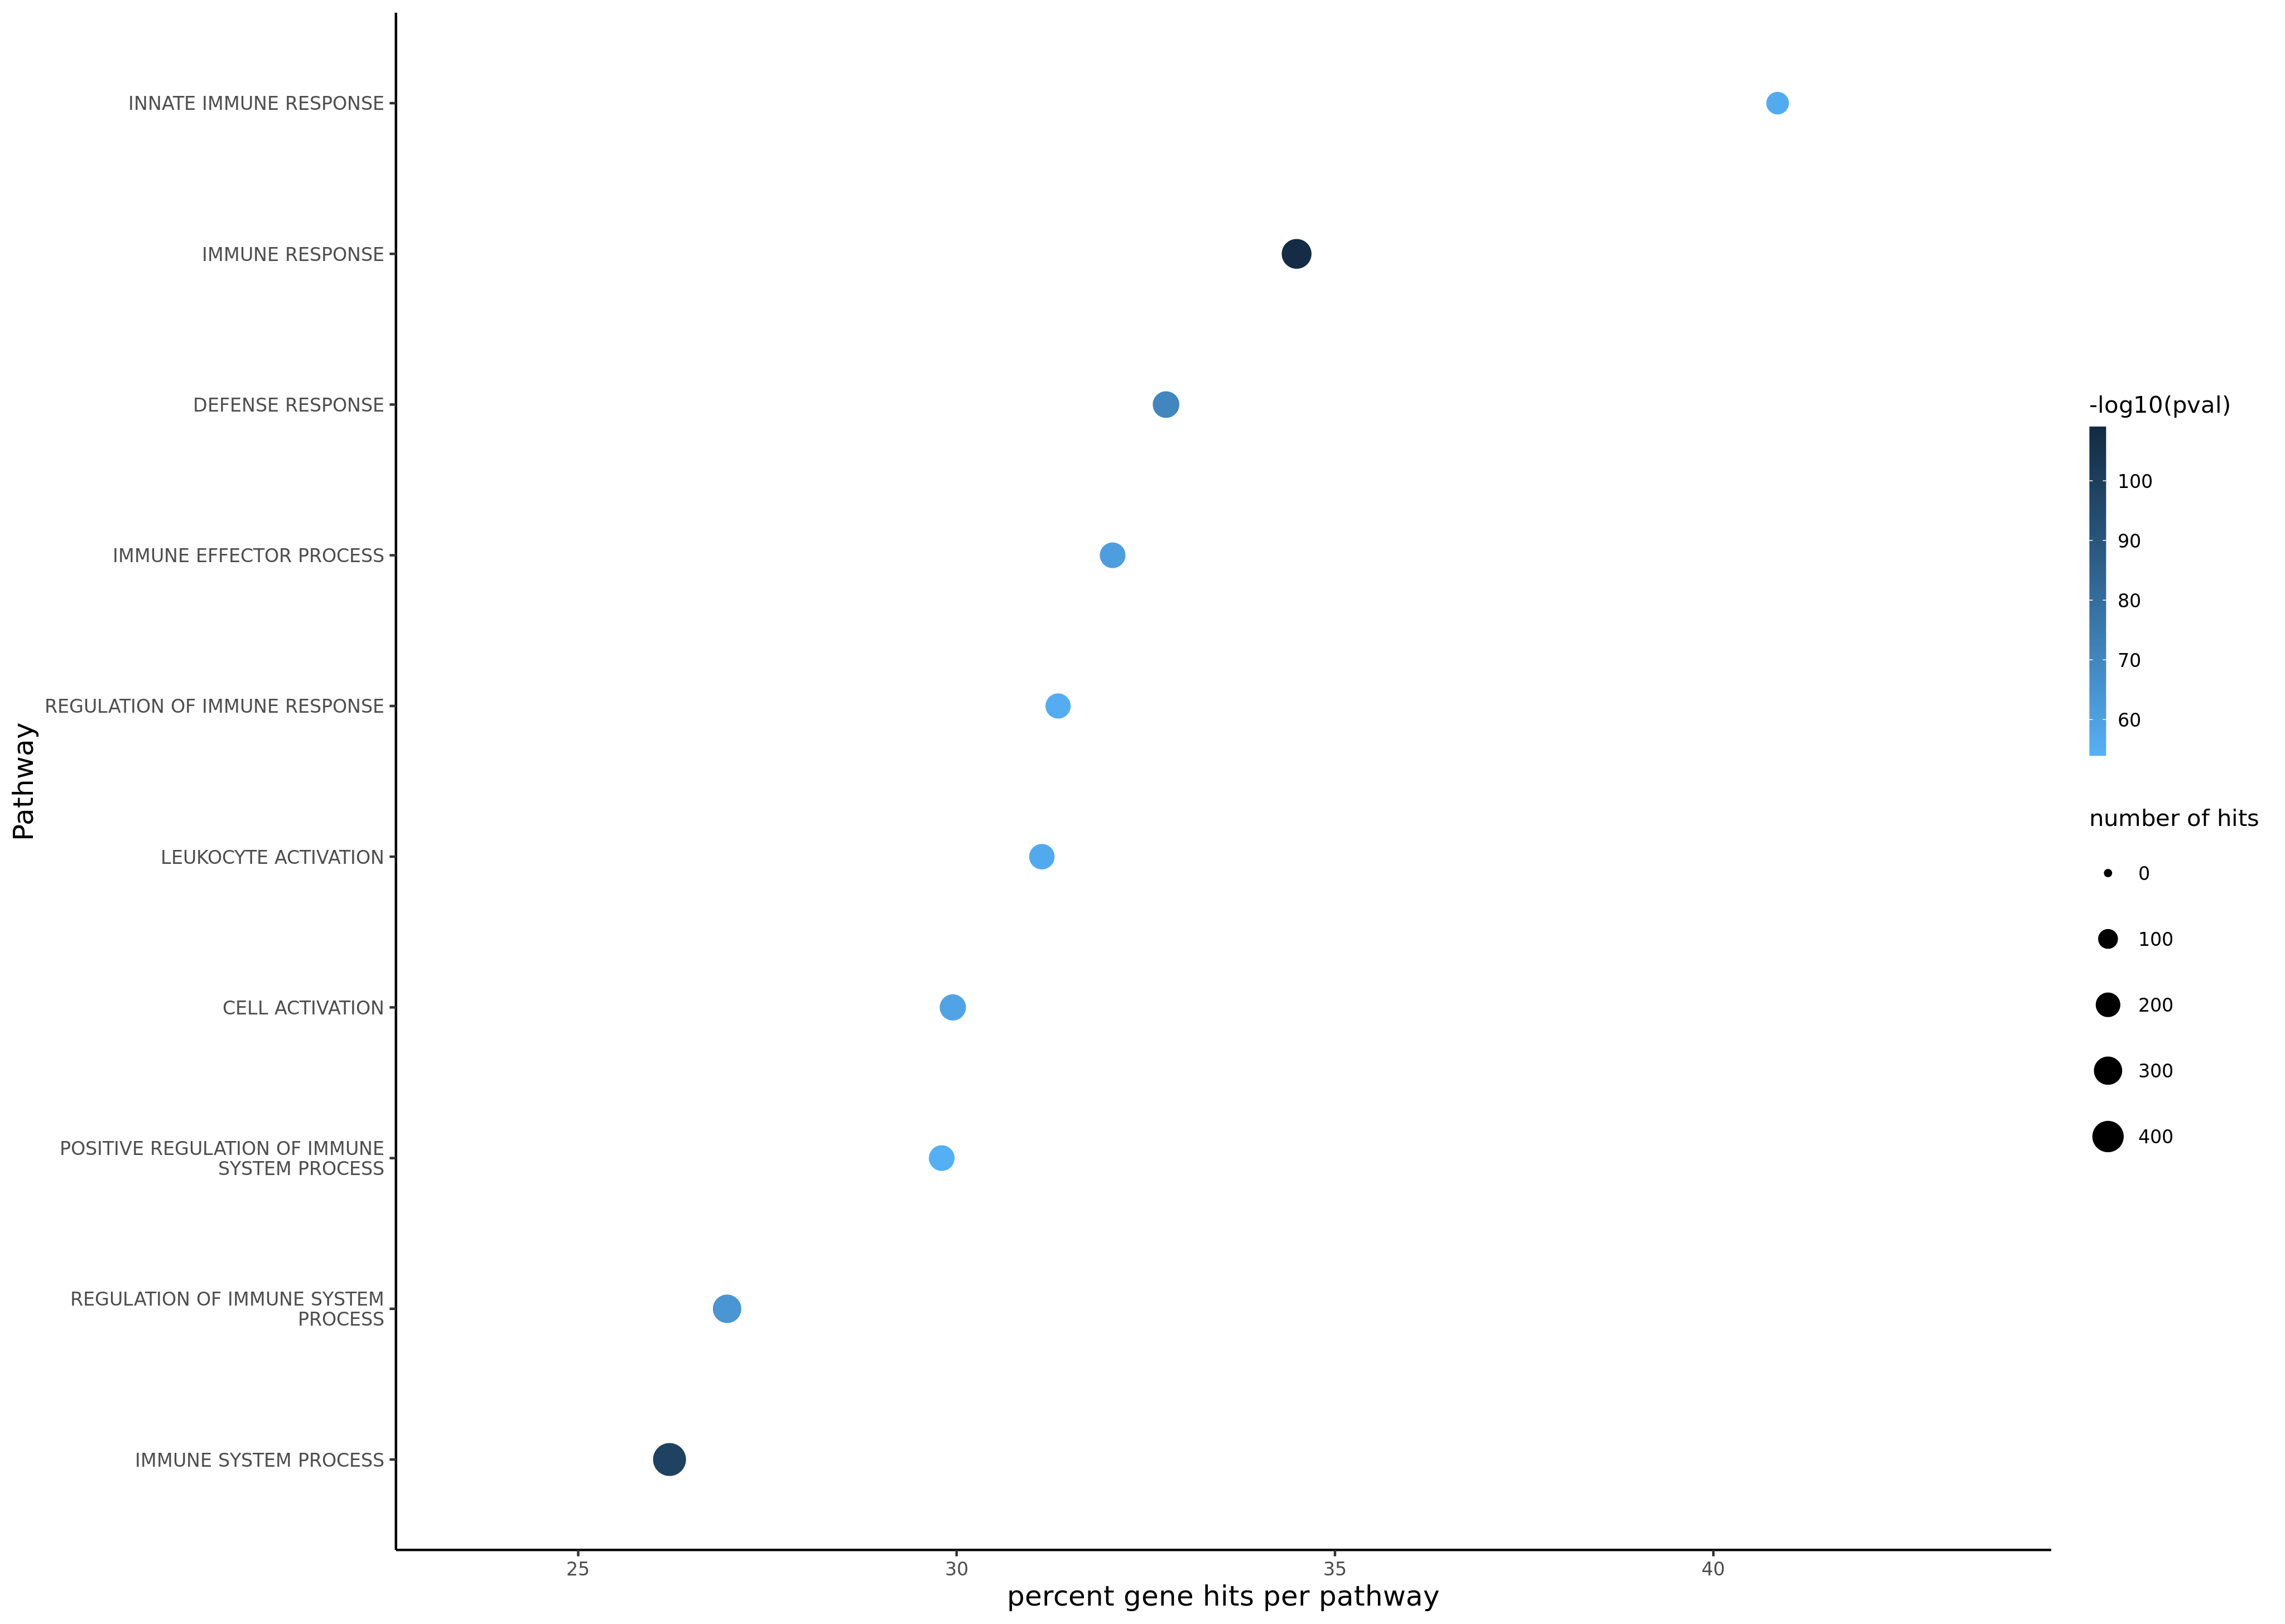 INNATE IMMUNE RESPONSE
IMMUNE RESPONSE
DEFENSE RESPONSE
IMMUNE EFFECTOR PROCESS
REGULATION OF IMMUNE RESPONSE
LEUKOCYTE ACTIVATION
CELL ACTIVATION
POSITIVE REGULATION OF IMMUNE
SYSTEM PROCESS
REGULATION OF IMMUNE SYSTEM
PROCESS
IMMUNE SYSTEM PROCESS
Pathway
25 30 35 40
percent gene hits per pathway
-log10(pval)
100
90
80
70
60
number of hits
0
100
200
300
400